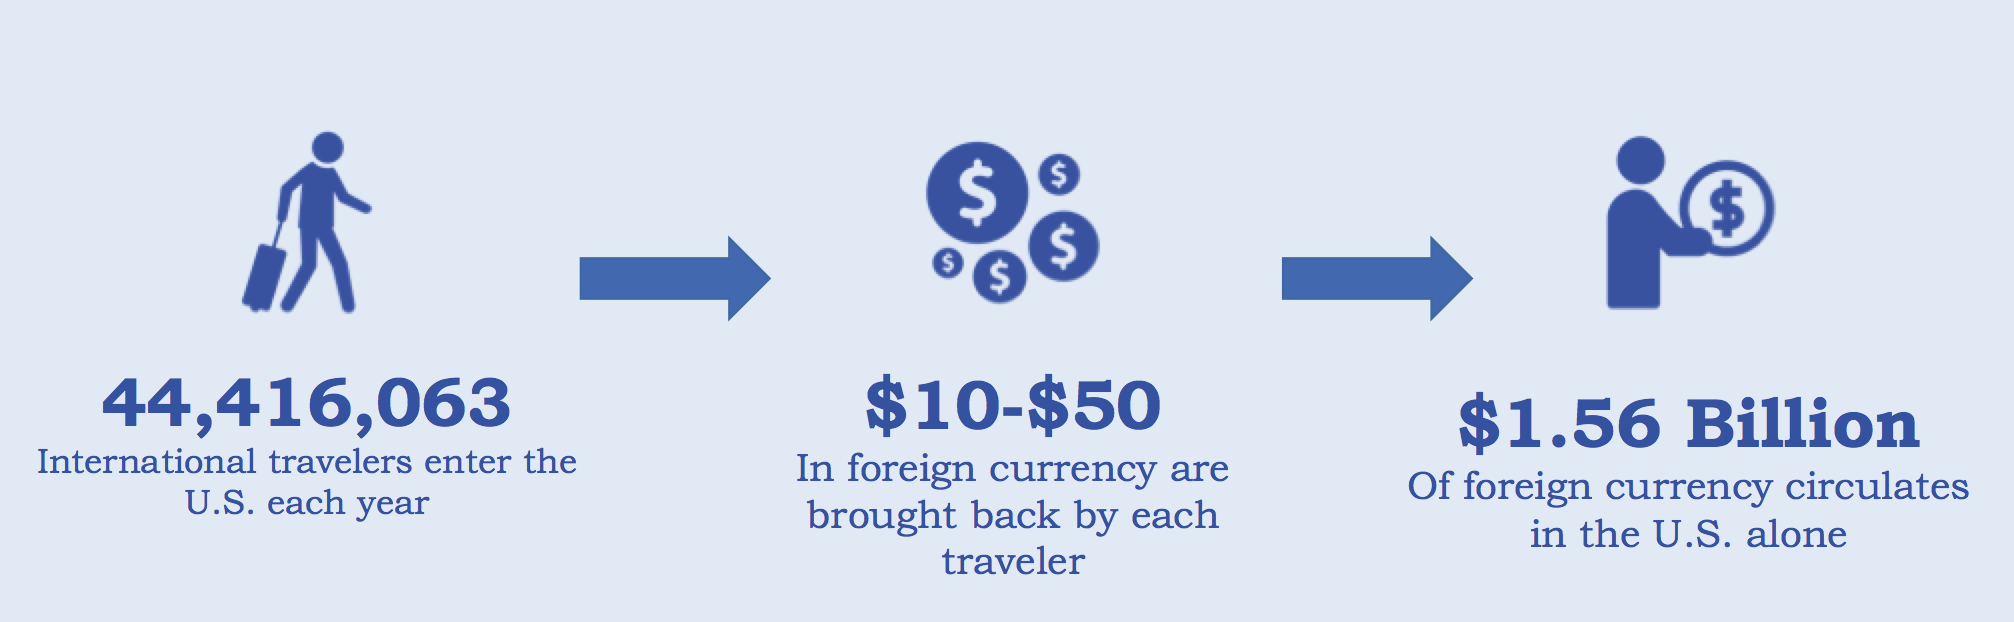 $
$
$
$
$
$
44,416,063
International travelers enter the
U.S. each year
$10-$50
In foreign currency are
brought back by each
traveler
$1.56 Billion
Of foreign currency circulates
in the U.S. alone